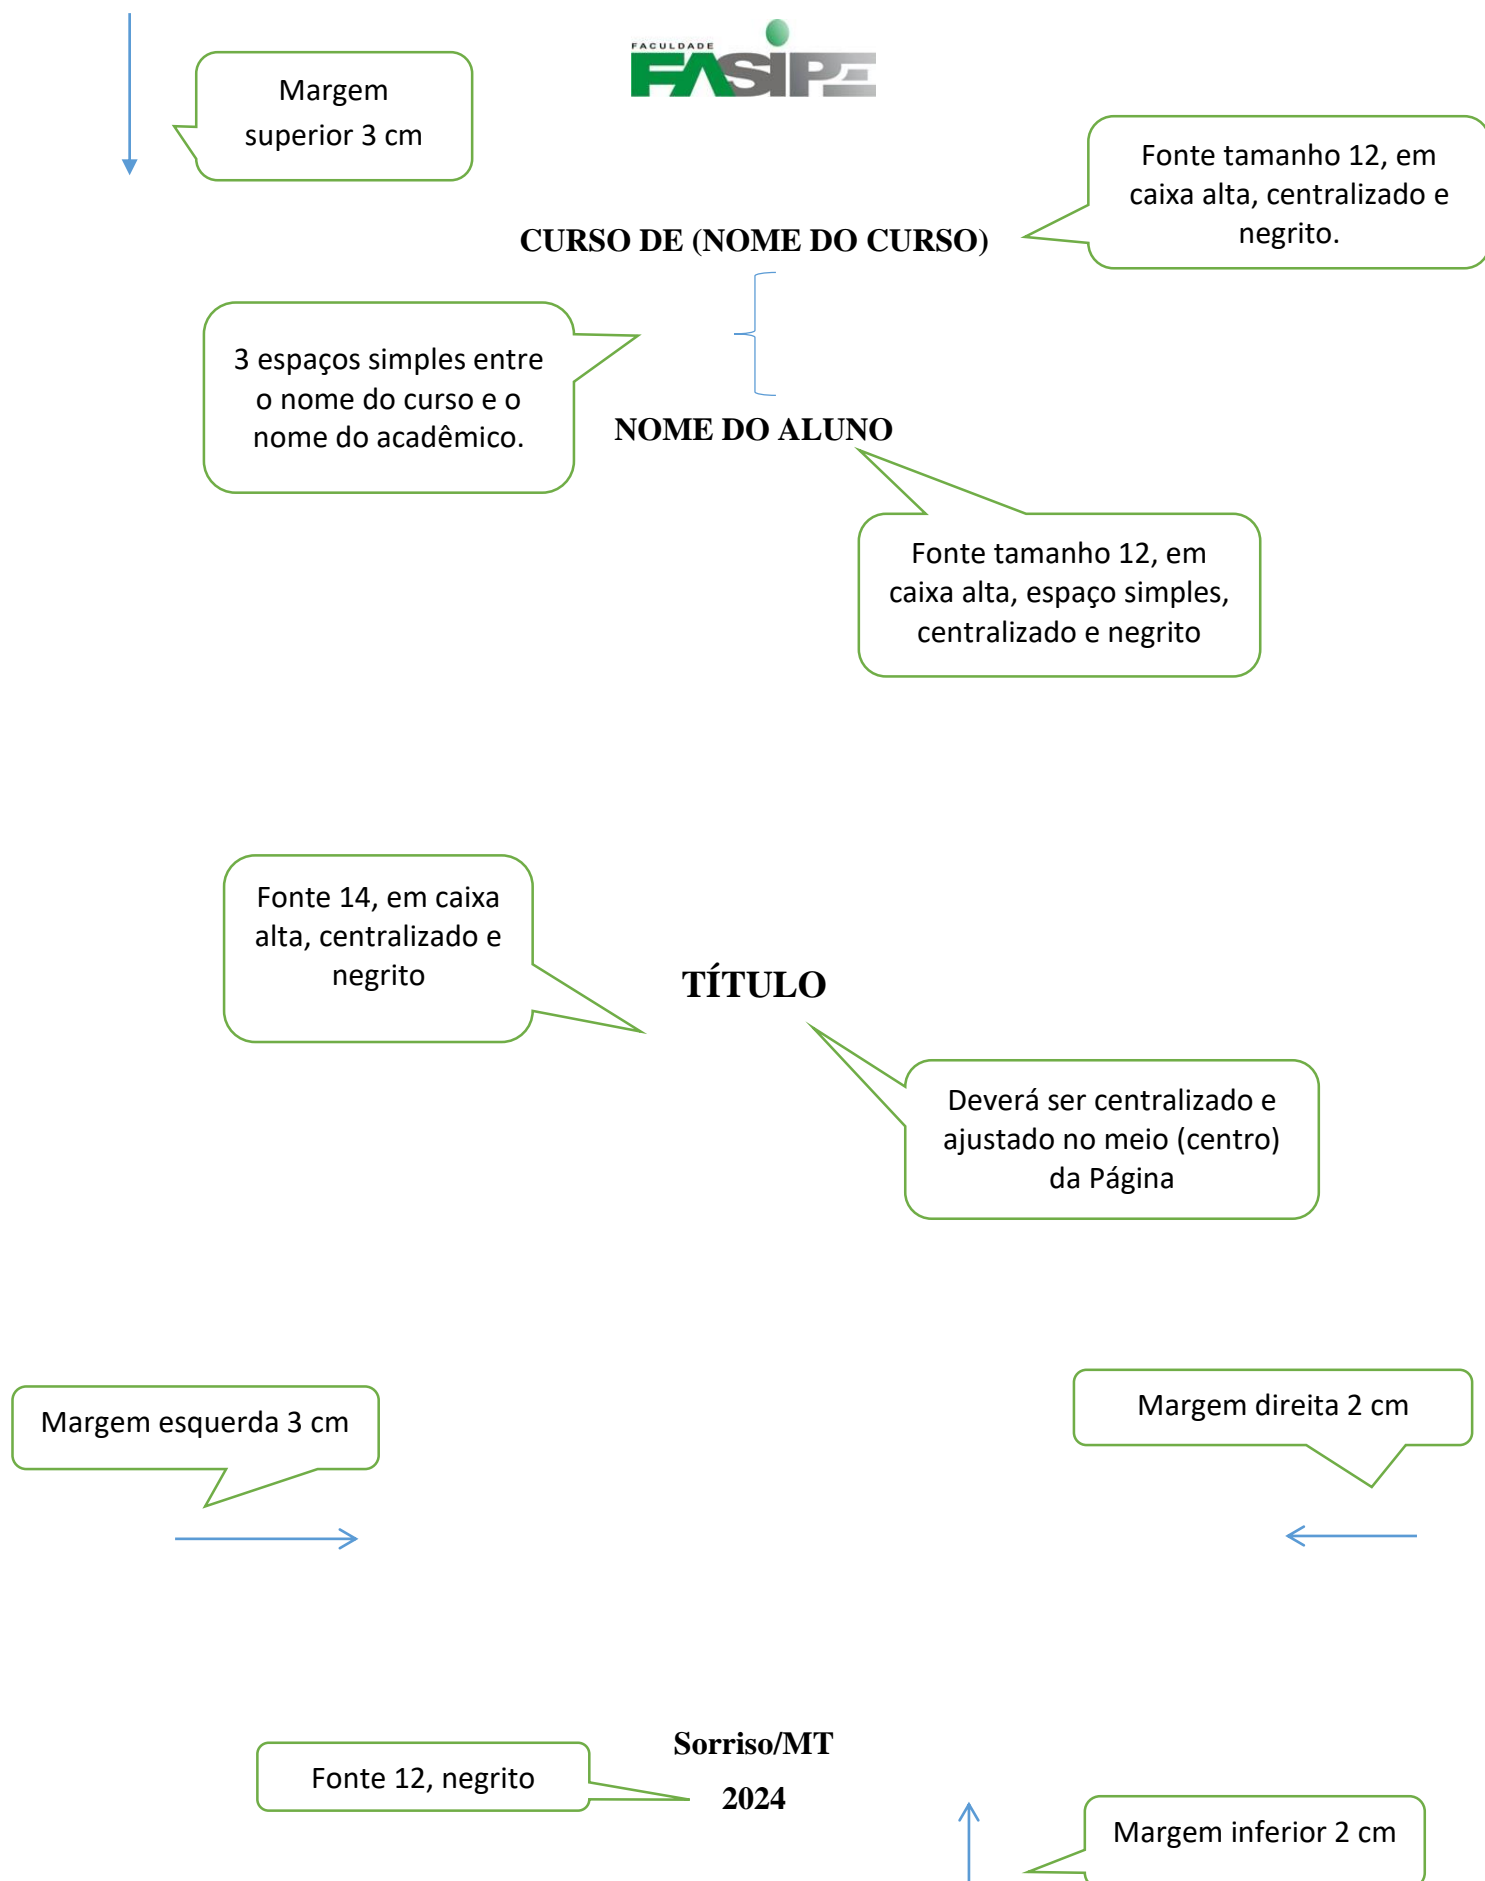 FACULDADE
FASIPE
Margem
superior 3 cm
Fonte tamanho 12, em
caixa alta, centralizado e
negrito.
CURSO DE (NOME DO CURSO)
3 espaços simples entre
o nome do curso e o
nome do acadêmico.
NOME DO ALUNO
Fonte tamanho 12, em
caixa alta, espaço simples,
centralizado e negrito
Fonte 14, em caixa
alta, centralizado e
negrito
TÍTULO
Deverá ser centralizado e
ajustado no meio (centro)
da Página
Margem esquerda 3 cm
Margem direita 2 cm
Sorriso/MT
Fonte 12, negrito
2024
Margem inferior 2 cm